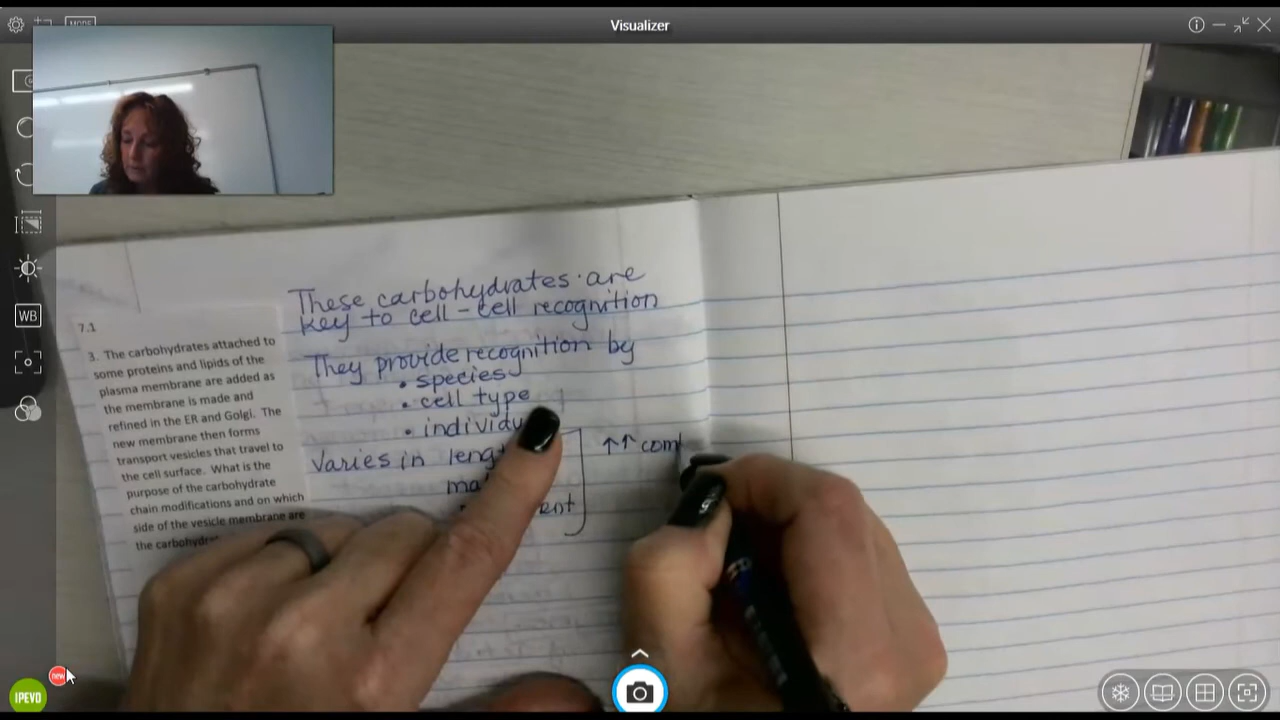 MODE
Visualizer
WB
7.1
3. The carbohydrates attached to
some proteins and lipids of the
plasma membrane are added as
the membrane is made and
refined in the ER and Golgi. The
new membrane then forms
transport vesicles that travel to
the cell surface. What is the
purpose of the carbohydrate
chain modifications and on which
side of the vesicle membrane are
the
These carbohydrates are
key to cell-cell recognition
They provide recognition by
• species
• cell type
•
Varies in
↑↑
new
IPEVO